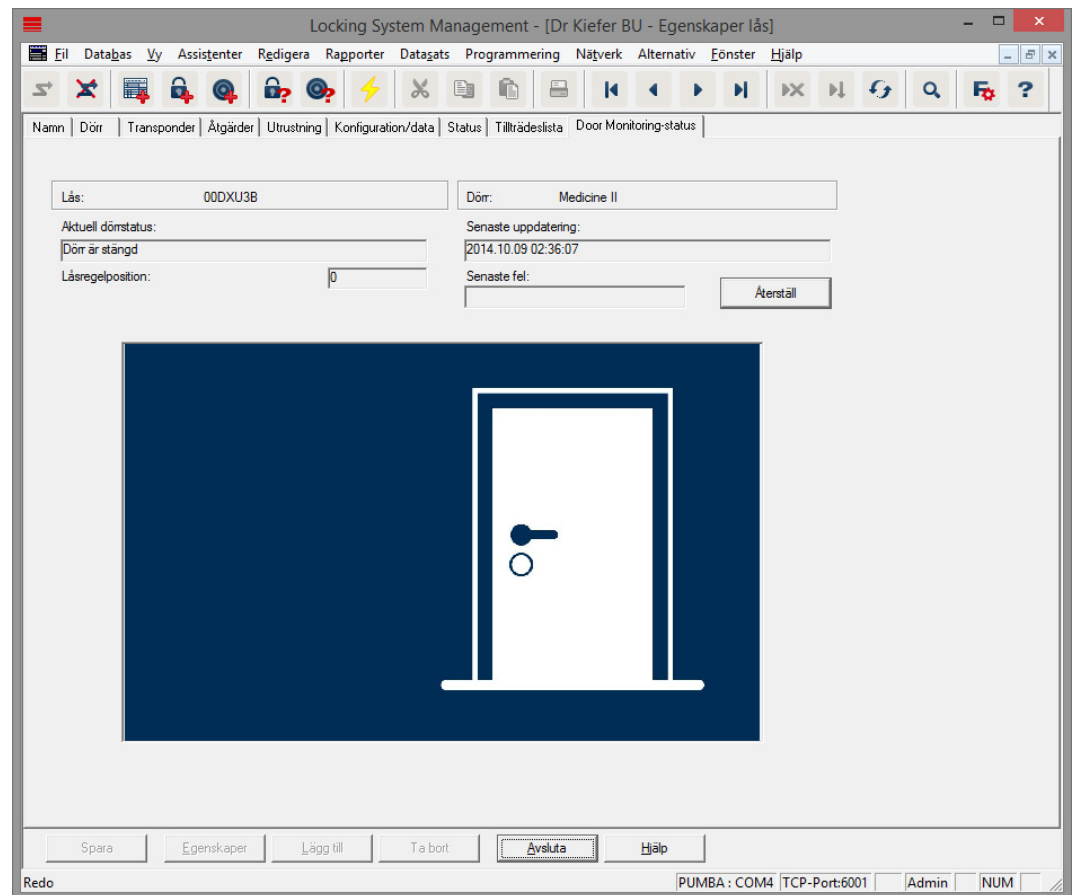 Locking System Management - [Dr Kiefer BU - Egenskaper lås]
Fil Databas Vy Assistenter Redigera Rapporter Datasats Programmering Nätverk Alternativ Fönster Hjälp
Namn Dörr Transponder Åtgärder Utrustning Konfiguration/data Status Tillträdeslista Door Monitoring-status
Lås: 00DXU3B Dörr: Medicine II
Aktuell dörrstatus: Senaste uppdatering:
Dörr är stängd 2014.10.09 02:36:07
Låsregelposition: 0 Senaste fel:
Återställ
Spara Egenskaper Lägg till Ta bort Avsluta Hjälp
Redo PUMBA : COM4 TCP-Port:6001 Admin NUM